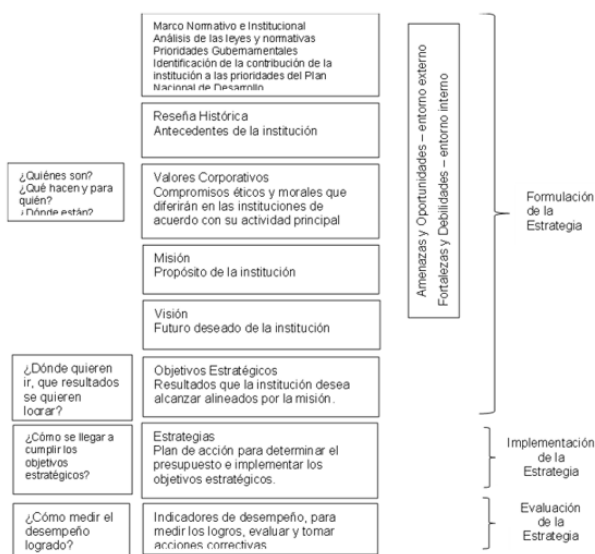 Marco Normativo e Institucional
Análisis de las leyes y normativas
Prioridades Gubernamentales
Identificación de la contribución de la
institución a las prioridades del Plan
Nacional de Desarrollo
Reseña Histórica
Antecedentes de la institución
¿Quiénes son?
¿Qué hacen y para
quién?
¿Dónde están?
Valores Corporativos
Compromisos éticos y morales que
diferirán en las instituciones de
acuerdo con su actividad principal
Misión
Propósito de la institución
Visión
Futuro deseado de la institución
Amenazas y Oportunidades – entorno externo
Fortalezas y Debilidades – entorno interno
Formulación
de la
Estrategia
¿Dónde quieren
ir, que resultados
se quieren
lograr?
Objetivos Estratégicos
Resultados que la institución desea
alcanzar alineados por la misión.
¿Cómo se llegar a
cumplir los
objetivos
estratégicos?
Estrategias
Plan de acción para determinar el
presupuesto e implementar los
objetivos estratégicos.
Implementación
de la
Estrategia
¿Cómo medir el
desempeño
logrado?
Indicadores de desempeño, para
medir los logros, evaluar y tomar
acciones correctivas
Evaluación
de la
Estrategia